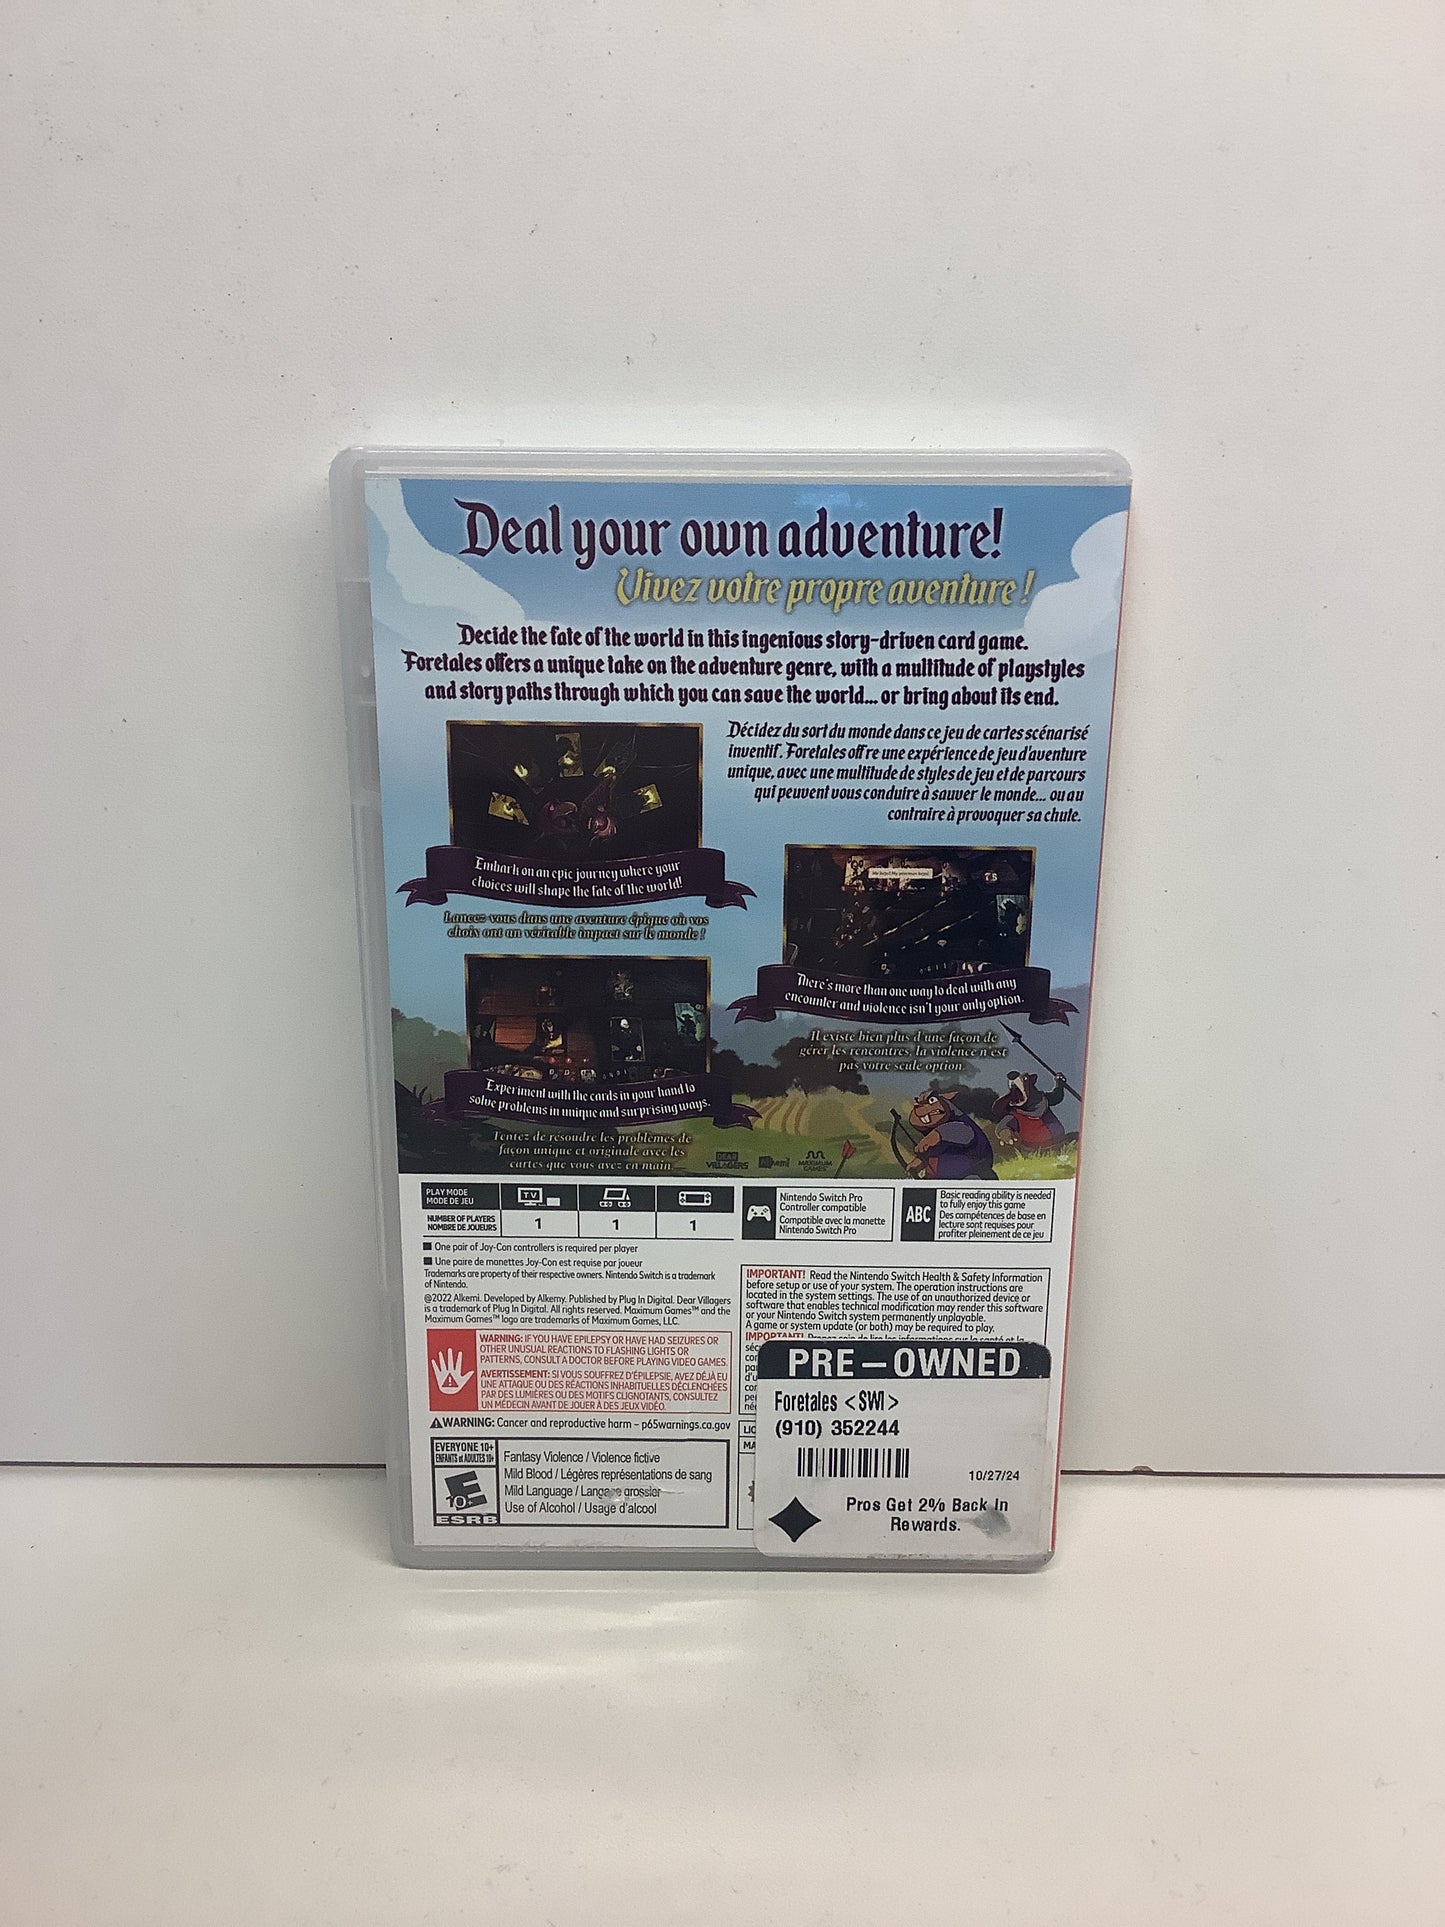 Deal your own adventure!
Vivez votre propre aventure !
Decide the fate of the world in this ingenious story-driven card game.
Foretales offers a unique take on the adventure genre, with a multitude of playstyles
and story paths through which you can save the world... or bring about its end.
Décidez du sort du monde dans ce jeu de cartes scénarisé
inventif. Foretales offre une expérience de jeu d'aventure
unique, avec une multitude de styles de jeu et de parcours
qui peuvent vous conduire à sauver le monde... ou au
contraire à provoquer sa chute.
Embark on an epic journey where your
choices will shape the fate of the world!
Lancez-vous dans une aventure épique où vos
choix ont un véritable impact sur le monde !
There's more than one way to deal with any
encounter and violence isn't your only option.
Il existe bien plus d'une façon de
gérer les rencontres, la violence n'est
pas votre seule option.
Experiment with the cards in your hand to
solve problems in unique and surprising ways.
Tentez de résoudre les problèmes de
façon unique et originale avec les
cartes que vous avez en main.
DEAR
VILLAGERS
MAXIMUM
GAMES
PLAY MODE
MODE DE JEU
TV
NUMBER OF PLAYERS
NOMBRE DE JOUEURS
1 1 1
Nintendo Switch Pro
Controller compatible
Compatible avec la manette
Nintendo Switch Pro
ABC
Basic reading ability is needed
to fully enjoy this game
Des compétences de base en
lecture sont requises pour
profiter pleinement de ce jeu
One pair of Joy-Con controllers is required per player
Une paire de manettes Joy-Con est requise par joueur
Trademarks are property of their respective owners. Nintendo Switch is a trademark
of Nintendo.
@2022 Alkemi. Developed by Alkemy. Published by Plug In Digital. Dear Villagers
is a trademark of Plug In Digital. All rights reserved. Maximum Games™ and the
Maximum Games™ logo are trademarks of Maximum Games, LLC.
IMPORTANT! Read the Nintendo Switch Health & Safety Information
before setup or use of your system. The operation instructions are
located in the system settings. The use of an unauthorized device or
software that enables technical modification may render this software
or your Nintendo Switch system permanently unplayable.
A game or system update (or both) may be required to play.
WARNING: IF YOU HAVE EPILEPSY OR HAVE HAD SEIZURES OR
OTHER UNUSUAL REACTIONS TO FLASHING LIGHTS OR
PATTERNS, CONSULT A DOCTOR BEFORE PLAYING VIDEO GAMES.
AVERTISSEMENT: SI VOUS SOUFFREZ D'ÉPILEPSIE, AVEZ DÉJÀ EU
UNE ATTAQUE OU DES RÉACTIONS INHABITUELLES DÉCLENCHÉES
PAR DES LUMIÈRES OU DES MOTIFS CLIGNOTANTS, CONSULTEZ
UN MÉDECIN AVANT DE JOUER À DES JEUX VIDÉO.
WARNING: Cancer and reproductive harm – p65warnings.ca.gov
EVERYONE 10+
ENFANTS et ADULTES 10+
E
10+
ESRB
Fantasy Violence / Violence fictive
Mild Blood / Légères représentations de sang
Mild Language / Langage grossier
Use of Alcohol / Usage d'alcool
PRE-OWNED
Foretales <SWI>
(910) 352244
10/27/24
Pros Get 2% Back In
Rewards.